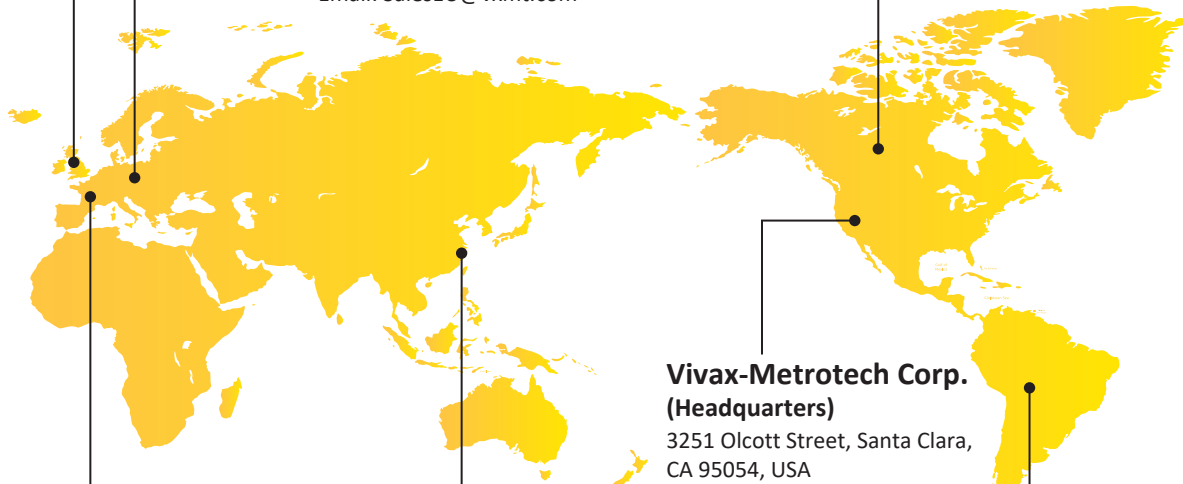 Vivax-Metrotech Corp.
(Headquarters)
3251 Olcott Street, Santa Clara,
CA 95054, USA